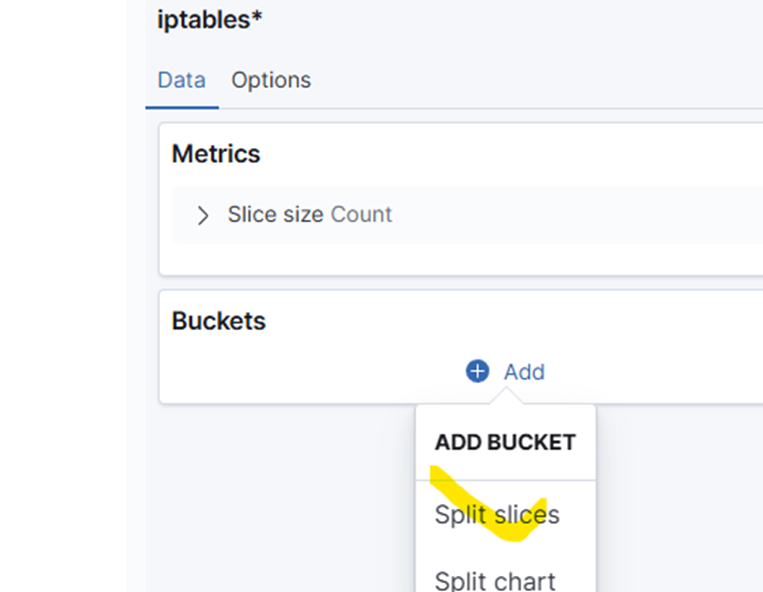 iptables*
Data Options
Metrics
Slice size Count
Buckets
Add
ADD BUCKET
Split slices
Split chart